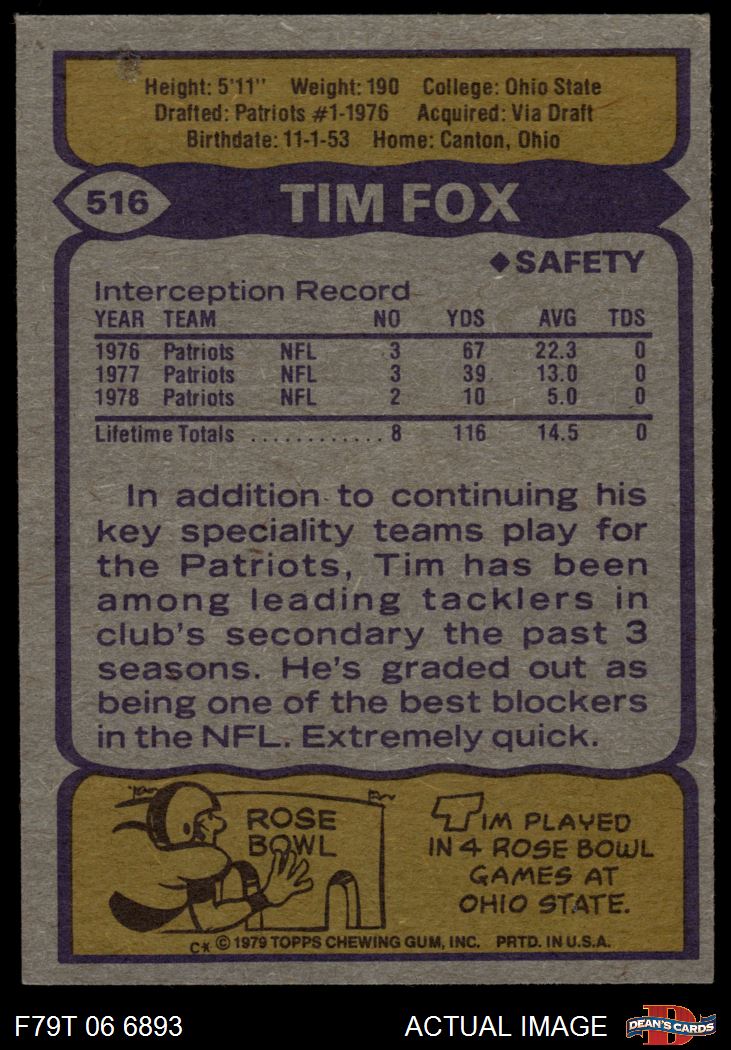 Height: 5'11" Weight: 190 College: Ohio State
Drafted: Patriots #1-1976 Acquired: Via Draft
Birthdate: 11-1-53 Home: Canton, Ohio
516 TIM FOX
◆SAFETY
Interception Record
YEAR TEAM NO YDS AVG TDS
1976 Patriots NFL 3 67 22.3 0
1977 Patriots NFL 3 39 13.0 0
1978 Patriots NFL 2 10 5.0 0
Lifetime Totals ............ 8 116 14.5 0
In addition to continuing his
key speciality teams play for
the Patriots, Tim has been
among leading tacklers in
club's secondary the past 3
seasons. He's graded out as
being one of the best blockers
in the NFL. Extremely quick.
ROSE
BOWL
TIM PLAYED
IN 4 ROSE BOWL
GAMES AT
OHIO STATE.
C* © 1979 TOPPS CHEWING GUM, INC. PRTD. IN U.S.A.
F79T 06 6893 ACTUAL IMAGE D DEAN'S CARDS